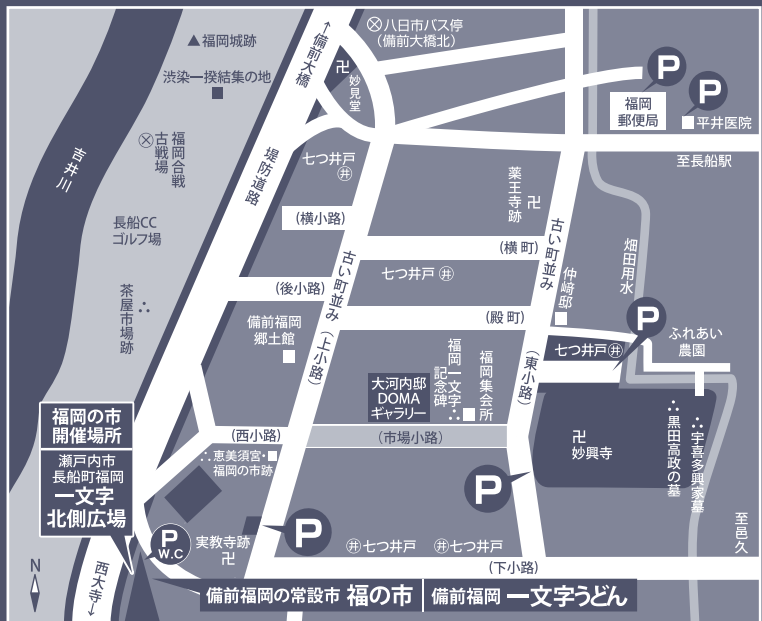 ↑備前大橋
八日市バス停
(備前大橋北)
▲福岡城跡
渋染一揆結集の地
卍
妙見堂
P
P
福岡
郵便局
平井医院
至長船駅
福岡合戦
古戦場
吉井川
堤防道路
七つ井戸
井
薬王寺跡
卍
長船CC
ゴルフ場
(横小路)
(横町)
古い町並み
畑田用水
仲﨑邸
七つ井戸 井
(後小路)
古い町並み
(上小路)
茶屋市場跡
備前福岡
郷土館
(殿町)
P
ふれあい
農園
七つ井戸 井
(東小路)
福岡一文字
記念碑
福岡集会所
大河内邸
DOMA
ギャラリー
福岡の市
開催場所
瀬戸内市
長船町福岡
一文字
北側広場
(西小路)
(市場小路)
恵美須宮・
福岡の市跡
卍
妙興寺
黒田高政の墓
宇喜多興家墓
P
P
P
W.C
実教寺跡
卍
井 七つ井戸
井 七つ井戸
至邑久
(下小路)
N
西大寺→
備前福岡の常設市 福の市
備前福岡 一文字うどん